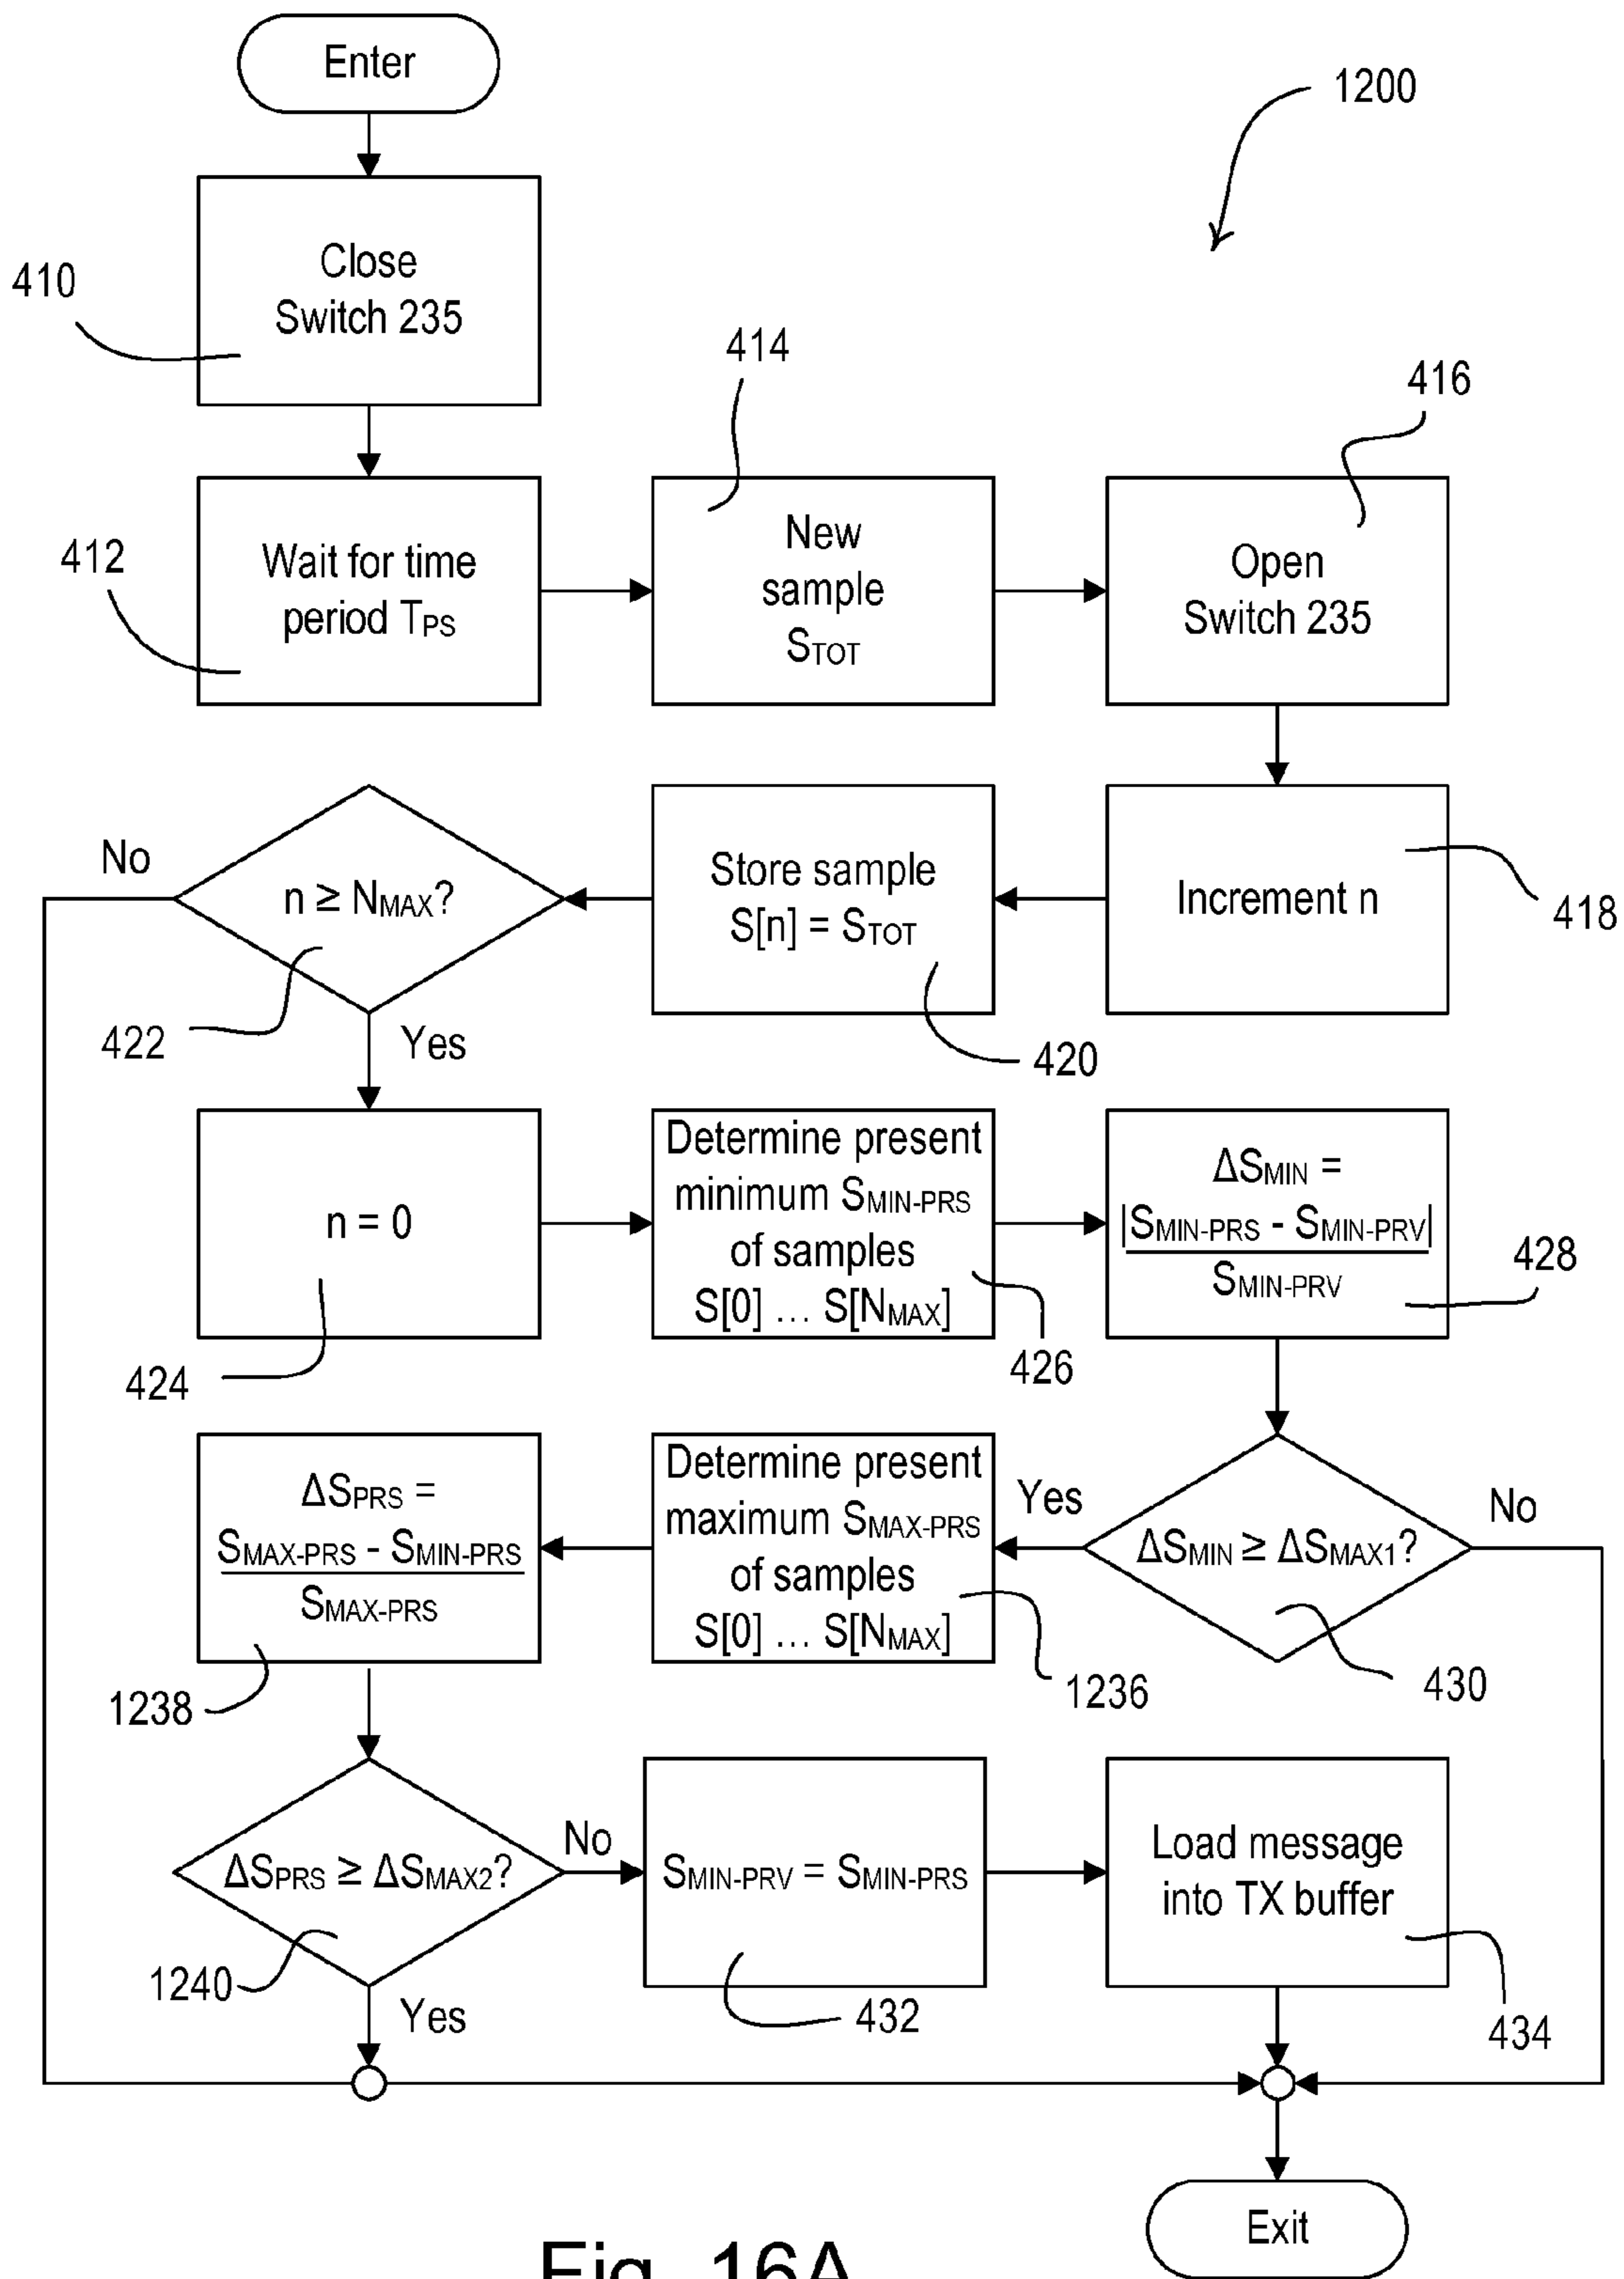 Enter
1200
Close
Switch 235
410
414
416
Wait for time
period TPS
412
New
sample
STOT
Open
Switch 235
No
n ≥ NMAX?
422
Yes
Store sample
S[n] = STOT
420
Increment n
418
n = 0
424
Determine present
minimum SMIN-PRS
of samples
S[0] ... S[NMAX]
426
ΔSMIN =
|SMIN-PRS - SMIN-PRV|
SMIN-PRV
428
ΔSPRS =
SMAX-PRS - SMIN-PRS
SMAX-PRS
1238
Determine present
maximum SMAX-PRS
of samples
S[0] ... S[NMAX]
1236
Yes
ΔSMIN ≥ ΔSMAX1?
No
430
ΔSPRS ≥ ΔSMAX2?
1240
No
Yes
SMIN-PRV = SMIN-PRS
432
Load message
into TX buffer
434
Exit
Fig. 16A